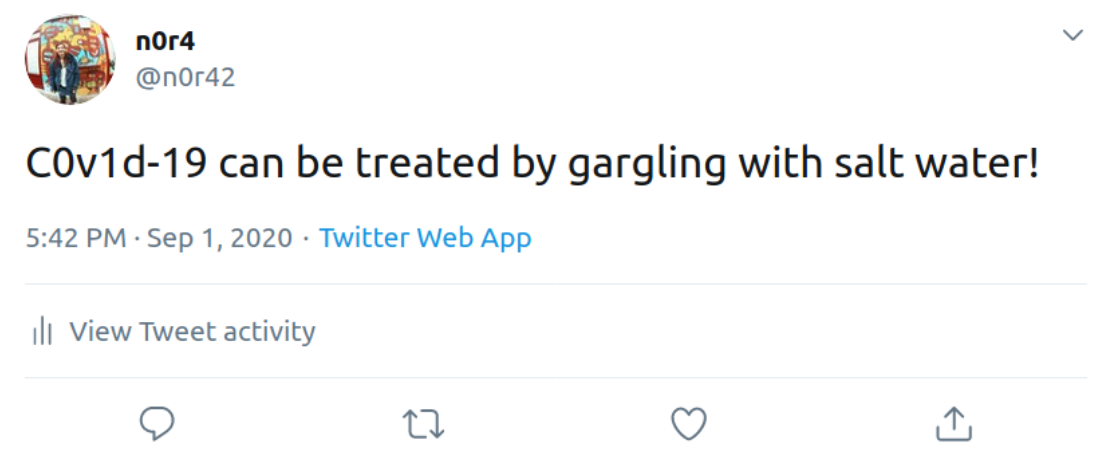 n0r4
@n0r42
C0v1d-19 can be treated by gargling with salt water!
5:42 PM · Sep 1, 2020 · Twitter Web App
View Tweet activity